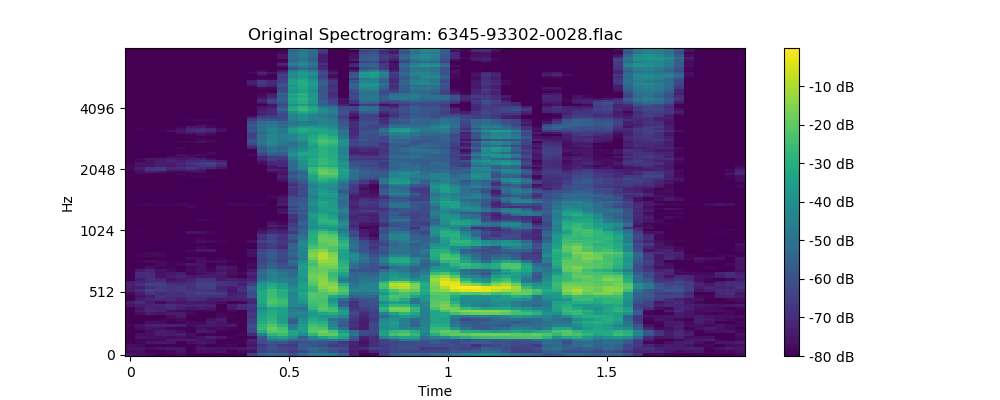 Original Spectrogram: 6345-93302-0028.flac
Hz
4096
2048
1024
512
0
0 0.5 1 1.5
Time
-10 dB
-20 dB
-30 dB
-40 dB
-50 dB
-60 dB
-70 dB
-80 dB